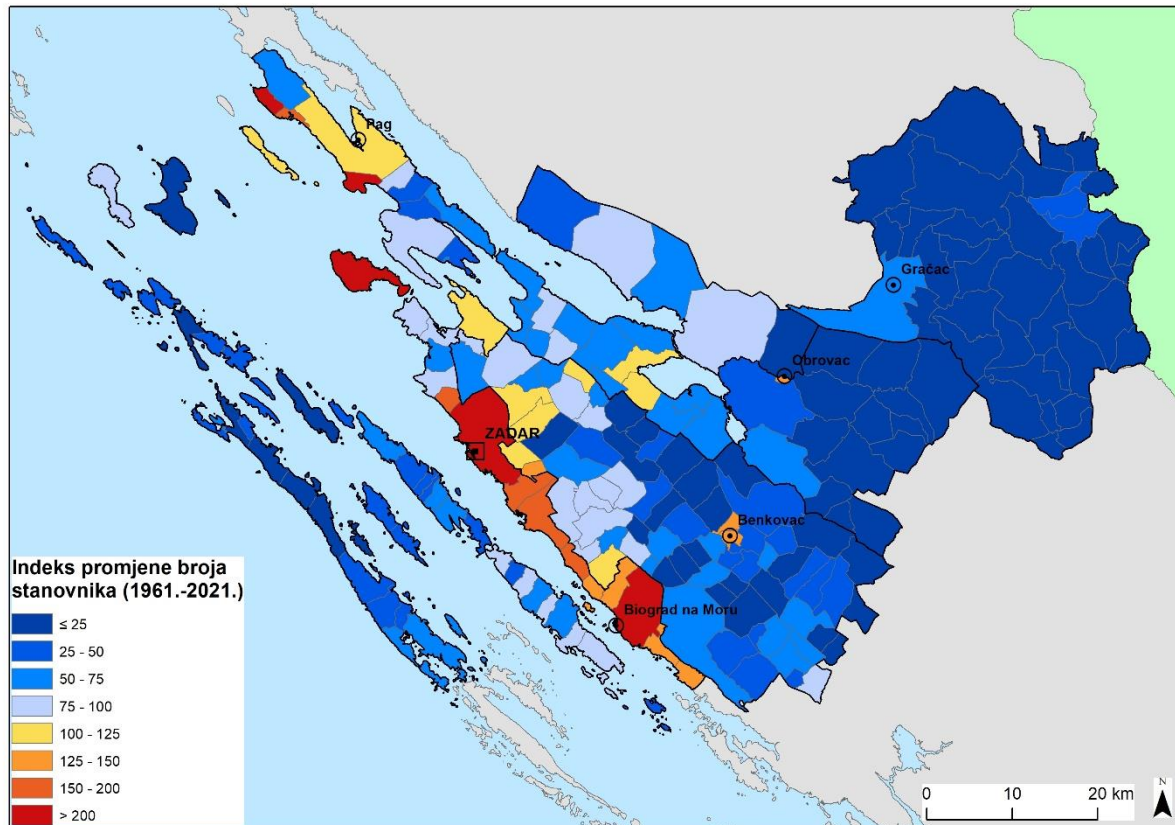 Pag
Gračac
Obrovac
ZADAR
Benkovac
Biograd na Moru
Indeks promjene broja
stanovnika (1961.-2021.)
≤ 25
25 - 50
50 - 75
75 - 100
100 - 125
125 - 150
150 - 200
> 200
0 10 20 km
N